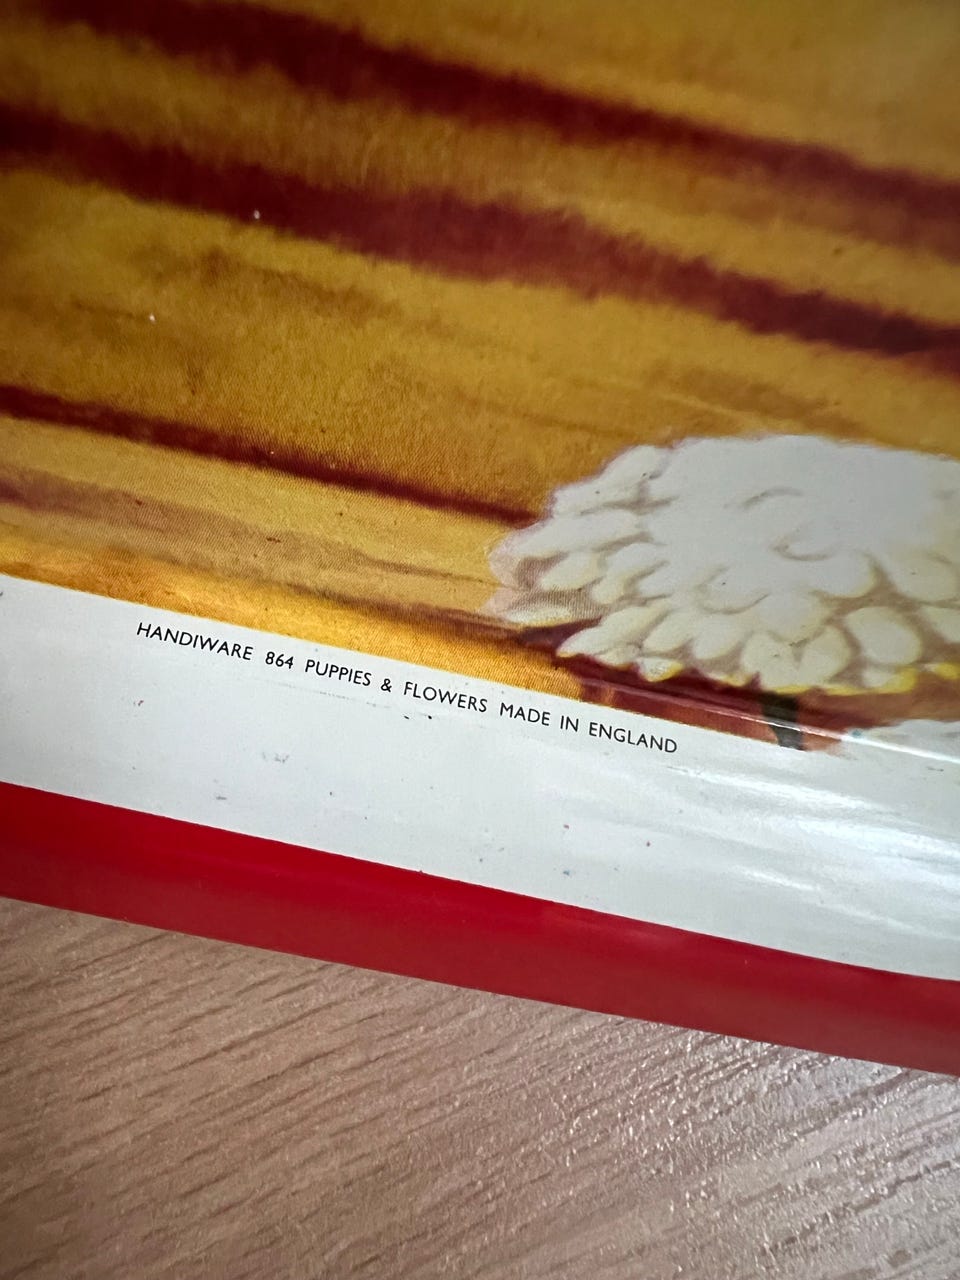 HANDIWARE 864 PUPPIES & FLOWERS MADE IN ENGLAND